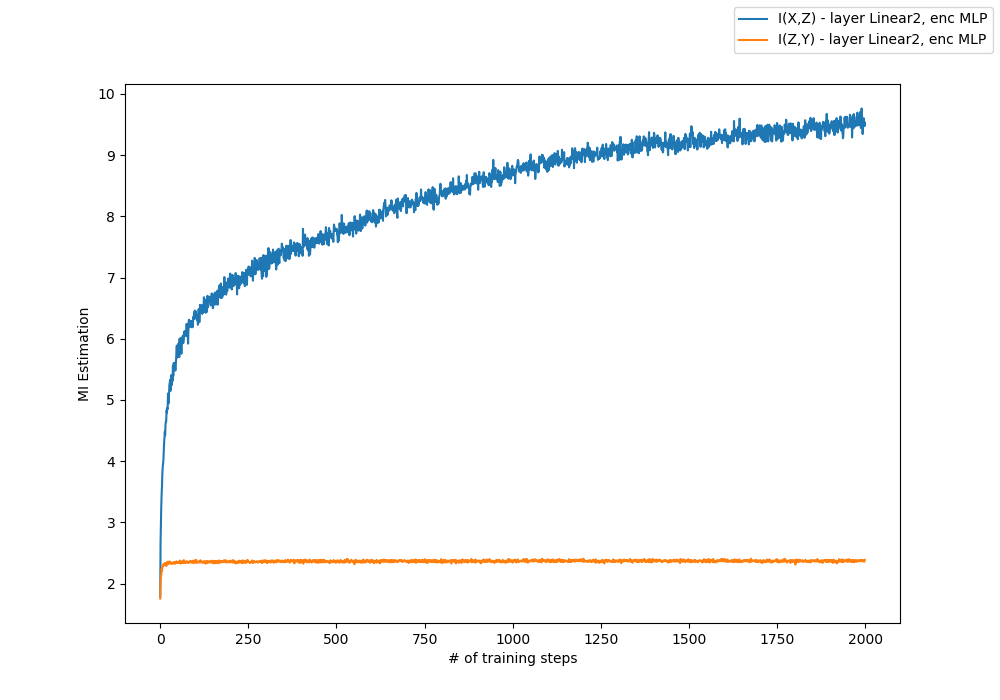 I(X,Z) - layer Linear2, enc MLP
I(Z,Y) - layer Linear2, enc MLP
10
9
8
7
6
5
4
3
2
MI Estimation
0 250 500 750 1000 1250 1500 1750 2000
# of training steps